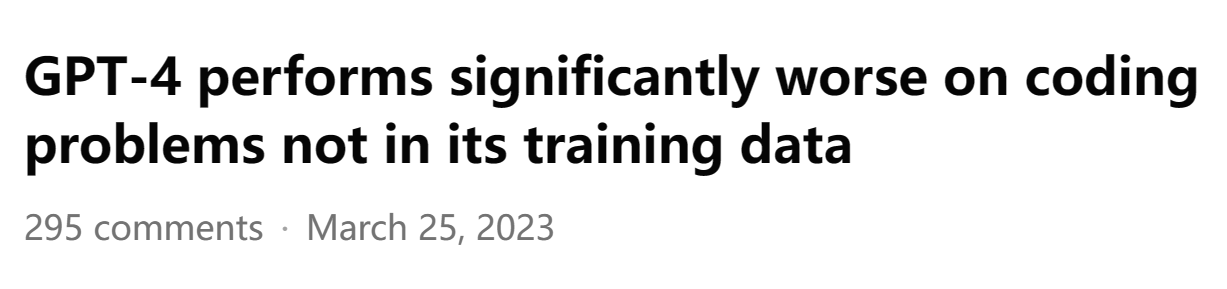 GPT-4 performs significantly worse on coding
problems not in its training data
295 comments · March 25, 2023